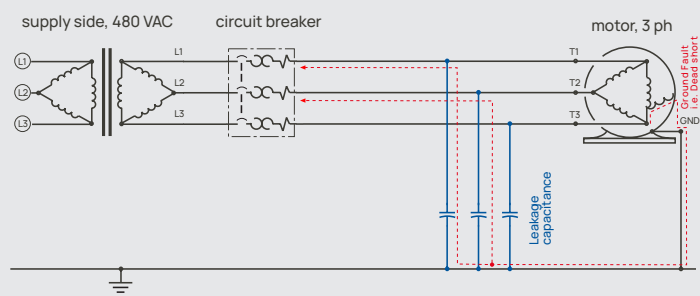 supply side, 480 VAC
circuit breaker
motor, 3 ph
L1
L2
L3
L1
L2
L3
T1
T2
T3
Ground Fault
i.e. Dead short
GND
Leakage
capacitance